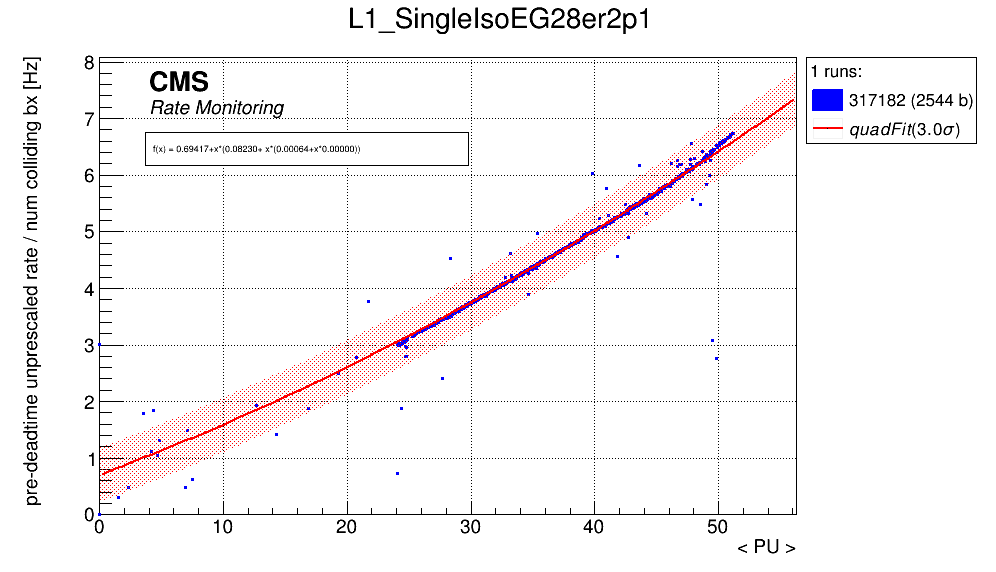 L1_SingleIsoEG28er2p1
pre-deadtime unprescaled rate / num colliding bx [Hz]
8
7
6
5
4
3
2
1
0
CMS
Rate Monitoring
f(x) = 0.69417+x*(0.08230+ x*(0.00064+x*0.00000))
1 runs:
317182 (2544 b)
quadFit(3.0σ)
0 10 20 30 40 50
< PU >